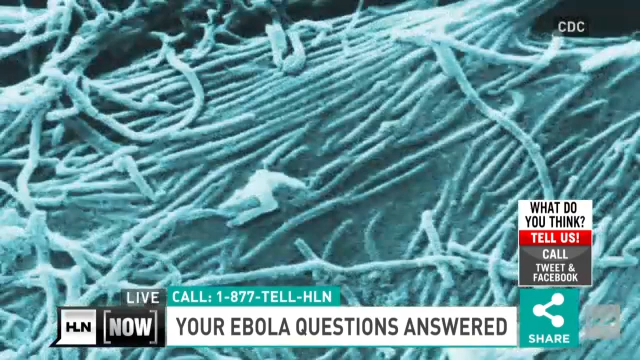 CDC
WHAT DO
YOU THINK?
TELL US!
CALL
TWEET &
FACEBOOK
LIVE
CALL: 1-877-TELL-HLN
HLN
NOW
YOUR EBOLA QUESTIONS ANSWERED
SHARE